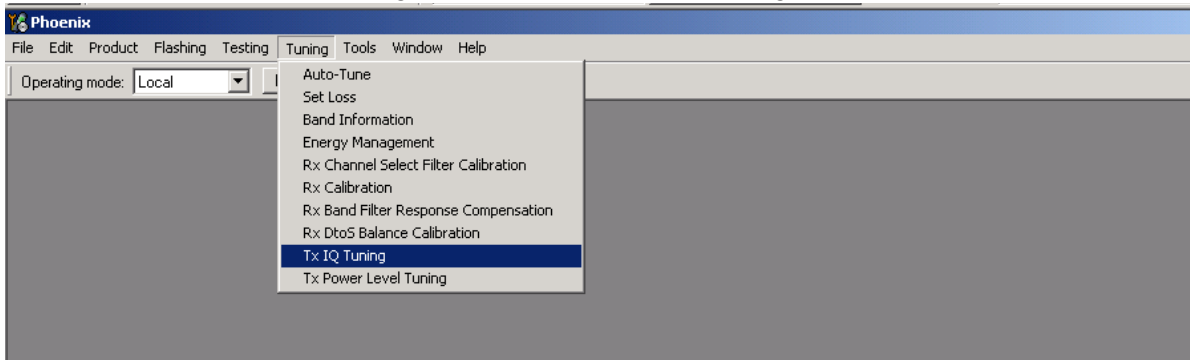 Phoenix
File Edit Product Flashing Testing Tuning Tools Window Help
Operating mode: Local
Auto-Tune
Set Loss
Band Information
Energy Management
Rx Channel Select Filter Calibration
Rx Calibration
Rx Band Filter Response Compensation
Rx DtoS Balance Calibration
Tx IQ Tuning
Tx Power Level Tuning